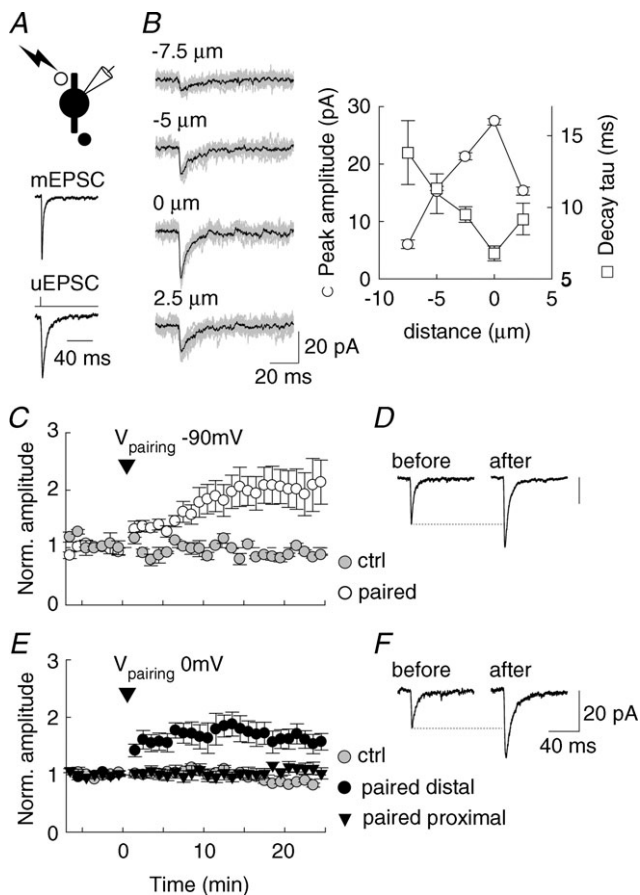 A
B
mEPSC
uEPSC
40 ms
-7.5 µm
-5 µm
0 µm
2.5 µm
20 pA
20 ms
Peak amplitude (pA)
30
20
10
0
15
10
5
Decay tau (ms)
-10
-5
0
5
distance (µm)
C
Vpairing -90mV
Norm. amplitude
3
2
1
0
ctrl
paired
D
before
after
E
Vpairing 0mV
Norm. amplitude
3
2
1
0
0
10
20
Time (min)
ctrl
paired distal
paired proximal
F
before
after
20 pA
40 ms